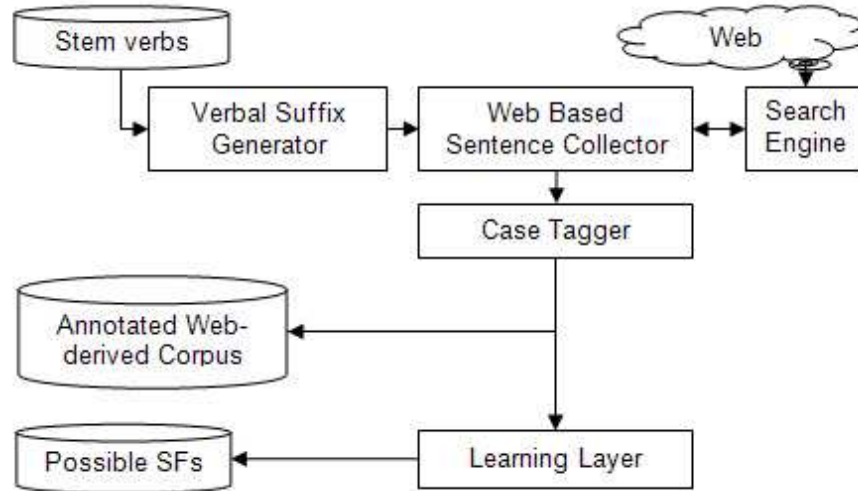 Stem verbs
Web
Verbal Suffix
Generator
Web Based
Sentence Collector
Search
Engine
Case Tagger
Annotated Web-
derived Corpus
Possible SFs
Learning Layer